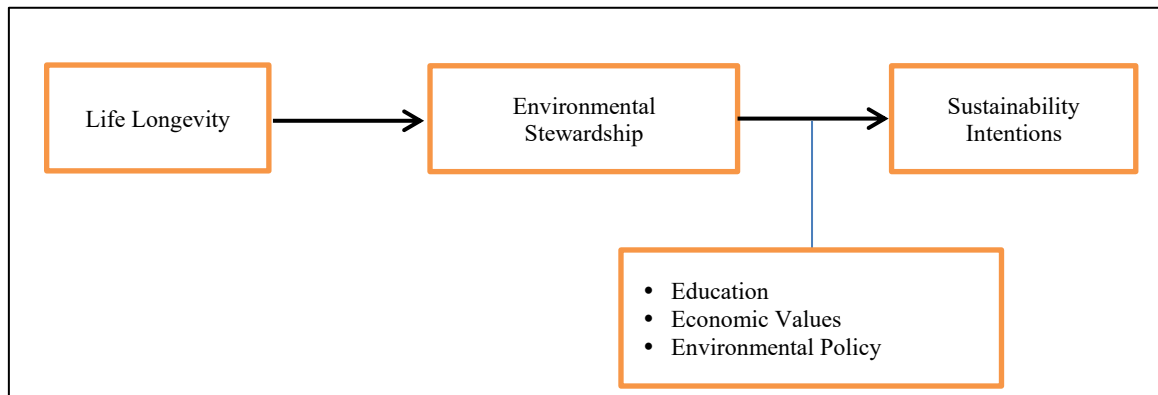 Life Longevity
Environmental
Stewardship
Sustainability
Intentions
• Education
• Economic Values
• Environmental Policy